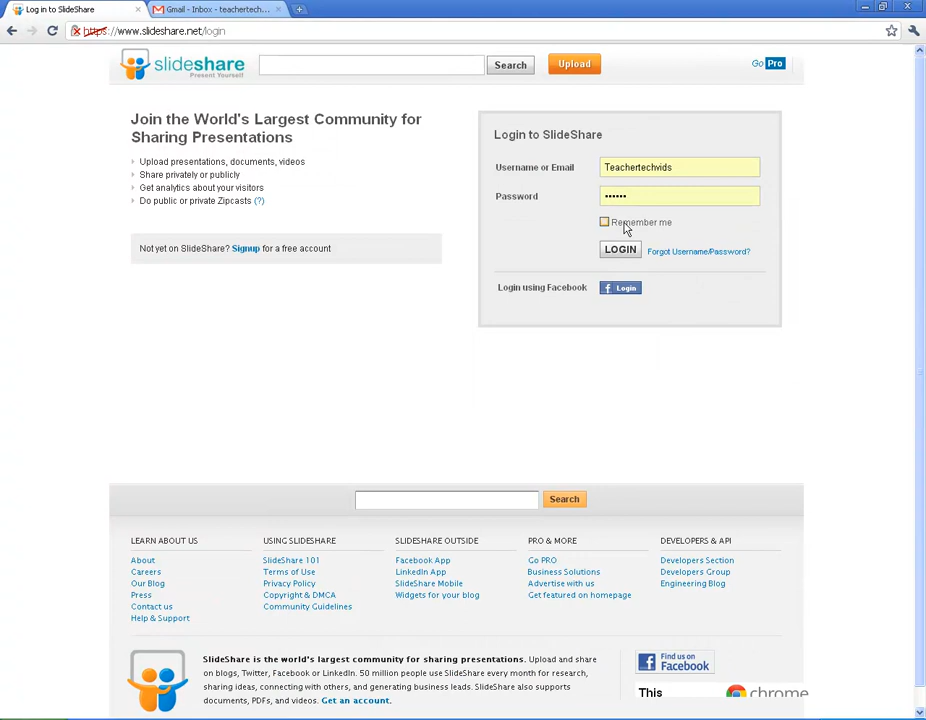 Log in to SlideShare
Gmail - Inbox - teachertech...
https://www.slideshare.net/login
slideshare
Present Yourself
Search
Upload
Go Pro
Join the World's Largest Community for
Sharing Presentations
Upload presentations, documents, videos
Share privately or publicly
Get analytics about your visitors
Do public or private Zipcasts (?)
Not yet on SlideShare? Signup for a free account
Login to SlideShare
Username or Email
Teachertechvids
Password
••••••
Remember me
LOGIN
Forgot Username/Password?
Login using Facebook
f Login
Search
LEARN ABOUT US
About
Careers
Our Blog
Press
Contact us
Help & Support
USING SLIDESHARE
SlideShare 101
Terms of Use
Privacy Policy
Copyright & DMCA
Community Guidelines
SLIDESHARE OUTSIDE
Facebook App
LinkedIn App
SlideShare Mobile
Widgets for your blog
PRO & MORE
Go PRO
Business Solutions
Advertise with us
Get featured on homepage
DEVELOPERS & API
Developers Section
Developers Group
Engineering Blog
SlideShare is the world's largest community for sharing presentations. Upload and share
on blogs, Twitter, Facebook or LinkedIn. 50 million people use SlideShare every month for research,
sharing ideas, connecting with others, and generating business leads. SlideShare also supports
documents, PDFs, and videos. Get an account.
f Find us on
Facebook
This
chrome